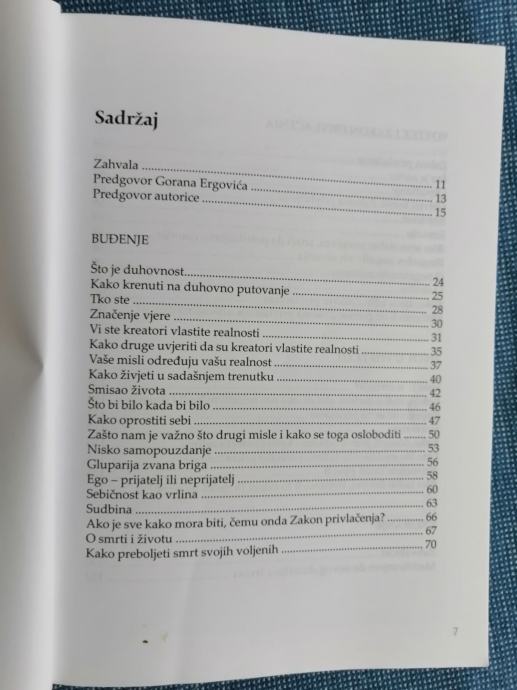 Sadržaj
Zahvala ........ 11
Predgovor Gorana Ergovića ........ 13
Predgovor autorice ........ 15
BUĐENJE
Što je duhovnost ........ 24
Kako krenuti na duhovno putovanje ........ 25
Tko ste ........ 28
Značenje vjere ........ 30
Vi ste kreatori vlastite realnosti ........ 31
Kako druge uvjeriti da su kreatori vlastite realnosti ........ 35
Vaše misli određuju vašu realnost ........ 37
Kako živjeti u sadašnjem trenutku ........ 40
Smisao života ........ 42
Što bi bilo kada bi bilo ........ 46
Kako oprostiti sebi ........ 47
Zašto nam je važno što drugi misle i kako se toga osloboditi ........ 50
Nisko samopouzdanje ........ 53
Gluparija zvana briga ........ 56
Ego – prijatelj ili neprijatelj ........ 58
Sebičnost kao vrlina ........ 60
Sudbina ........ 63
Ako je sve kako mora biti, čemu onda Zakon privlačenja? ........ 66
O smrti i životu ........ 67
Kako preboljeti smrt svojih voljenih ........ 70
7